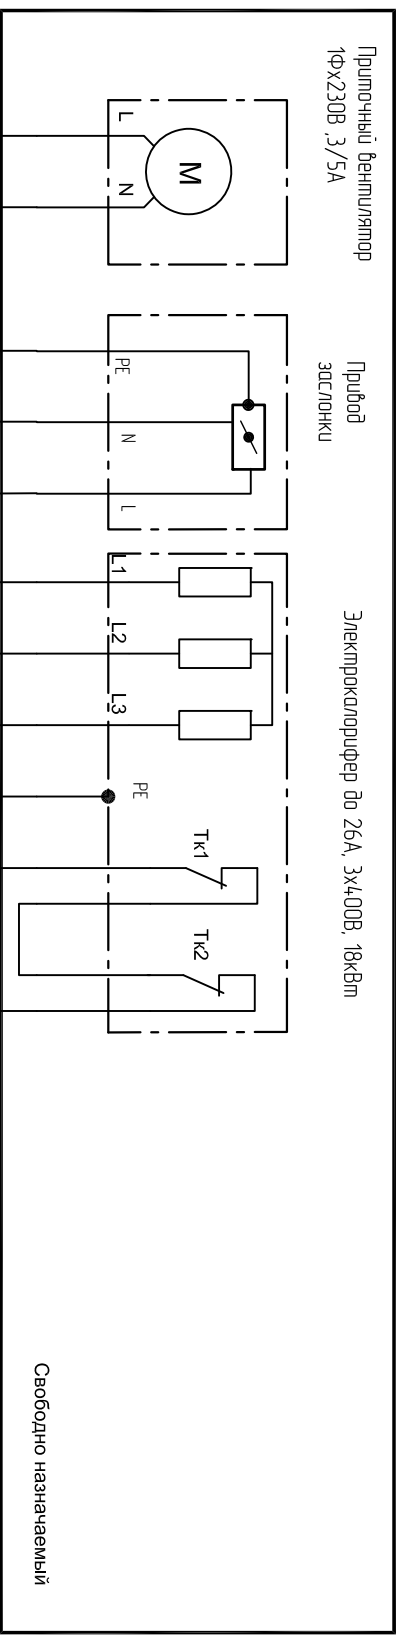 Приточный вентилятор
1Фх230В ,3/5А
L
N
M
Привод
заслонки
PE
N
L
Электрокалорифер до 26А, 3х400В, 18кВт
L1
L2
L3
PE
Тк1
Тк2
Свободно назначаемый